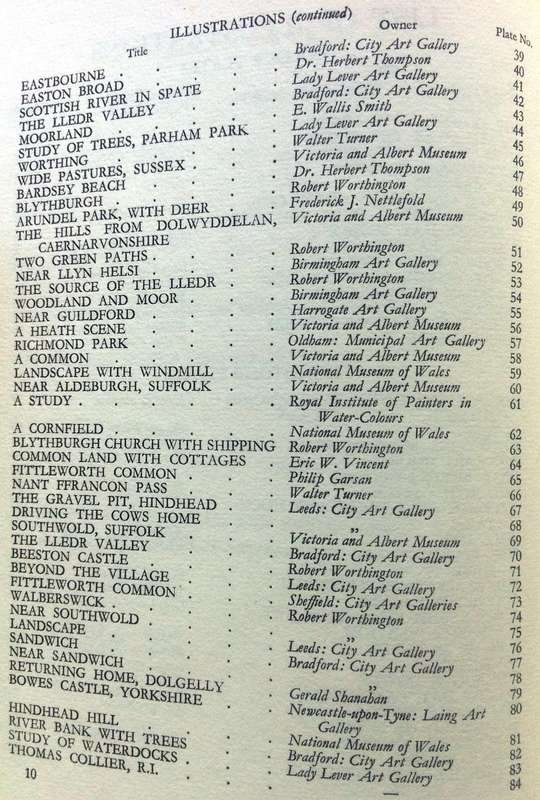 ILLUSTRATIONS (continued)
Title Owner Plate No.
EASTBOURNE . . . . Bradford: City Art Gallery 39
EASTON BROAD . . . . Dr. Herbert Thompson 40
SCOTTISH RIVER IN SPATE . . Lady Lever Art Gallery 41
THE LLEDR VALLEY . . . Bradford: City Art Gallery 42
MOORLAND . . . . E. Wallis Smith 43
STUDY OF TREES, PARHAM PARK . Lady Lever Art Gallery 44
WORTHING . . . . Walter Turner 45
WIDE PASTURES, SUSSEX . . . Victoria and Albert Museum 46
BARDSEY BEACH . . . Dr. Herbert Thompson 47
BLYTHBURGH . . . . Robert Worthington 48
ARUNDEL PARK, WITH DEER . . Frederick J. Nettlefold 49
THE HILLS FROM DOLWYDDELAN, Victoria and Albert Museum 50
CAERNARVONSHIRE
TWO GREEN PATHS . . . Robert Worthington 51
NEAR LLYN HELSI . . . Birmingham Art Gallery 52
THE SOURCE OF THE LLEDR . . Robert Worthington 53
WOODLAND AND MOOR . . . Birmingham Art Gallery 54
NEAR GUILDFORD . . . Harrogate Art Gallery 55
A HEATH SCENE . . . Victoria and Albert Museum 56
RICHMOND PARK . . . Oldham: Municipal Art Gallery 57
A COMMON . . . . Victoria and Albert Museum 58
LANDSCAPE WITH WINDMILL . . National Museum of Wales 59
NEAR ALDEBURGH, SUFFOLK . . Victoria and Albert Museum 60
A STUDY . . . . Royal Institute of Painters in 61
Water-Colours
A CORNFIELD . . . . National Museum of Wales 62
BLYTHBURGH CHURCH WITH SHIPPING Robert Worthington 63
COMMON LAND WITH COTTAGES . Eric W. Vincent 64
FITTLEWORTH COMMON . . . Philip Garsan 65
NANT FFRANCON PASS . . . Walter Turner 66
THE GRAVEL PIT, HINDHEAD . . Leeds: City Art Gallery 67
DRIVING THE COWS HOME . . ,, 68
SOUTHWOLD, SUFFOLK . . . Victoria and Albert Museum 69
THE LLEDR VALLEY . . . Bradford: City Art Gallery 70
BEESTON CASTLE . . . Robert Worthington 71
BEYOND THE VILLAGE . . . Leeds: City Art Gallery 72
FITTLEWORTH COMMON . . . Sheffield: City Art Galleries 73
WALBERSWICK . . . . Robert Worthington 74
NEAR SOUTHWOLD . . . ,, 75
LANDSCAPE . . . . Leeds: City Art Gallery 76
SANDWICH . . . . Bradford: City Art Gallery 77
NEAR SANDWICH . . . ,, 78
RETURNING HOME, DOLGELLY . . Gerald Shanahan 79
BOWES CASTLE, YORKSHIRE . . Newcastle-upon-Tyne: Laing Art 80
Gallery
HINDHEAD HILL . . . National Museum of Wales 81
RIVER BANK WITH TREES . . Bradford: City Art Gallery 82
STUDY OF WATERDOCKS . . . Lady Lever Art Gallery 83
THOMAS COLLIER, R.I. . . . — 84
10